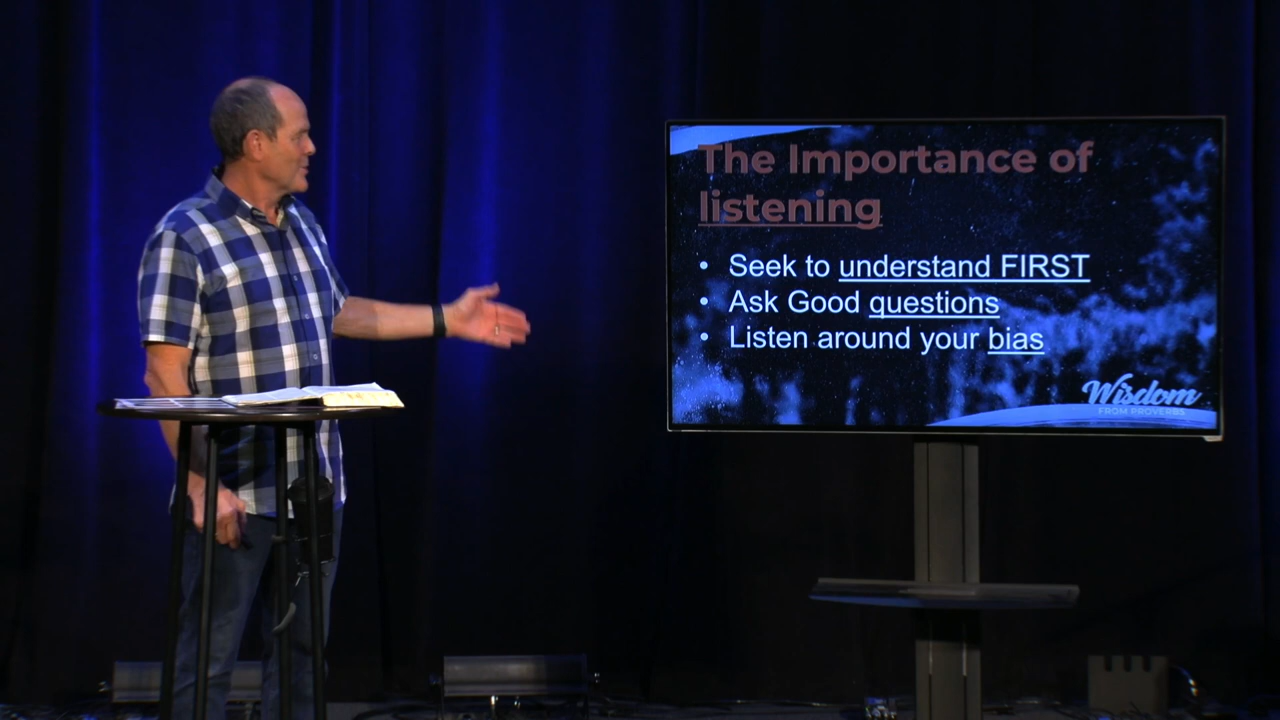 The Importance of
listening
• Seek to understand FIRST
• Ask Good questions
• Listen around your bias
Wisdom
FROM PROVERBS